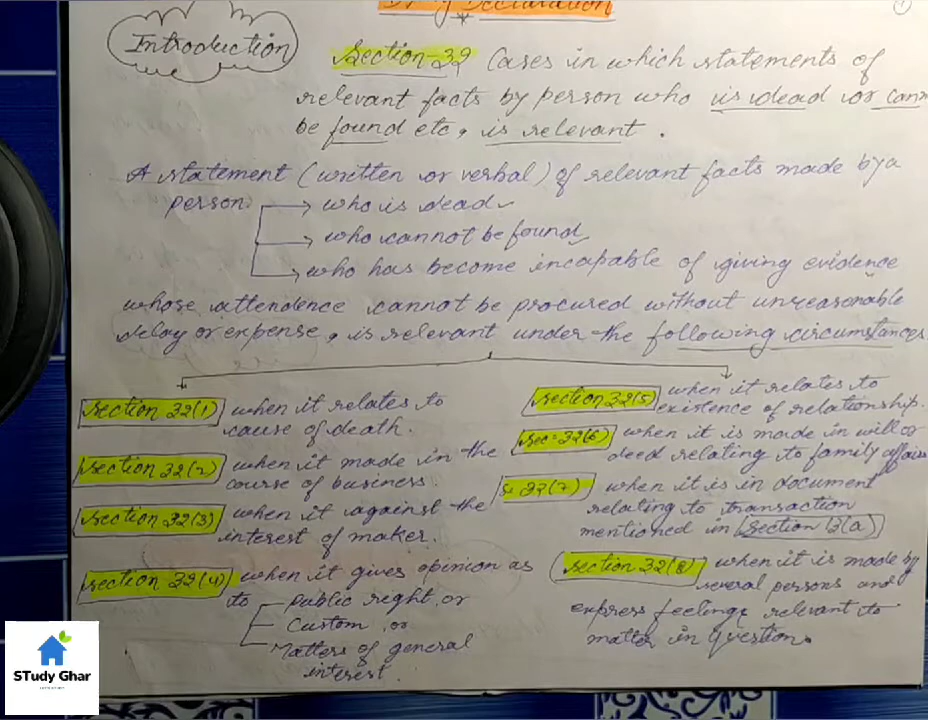 Declaration
Introduction
Section-32 Cases in which statements of
relevant facts by person who is dead or cann
be found etc, is relevant.
A statement (written or verbal) of relevant facts made by a
person
who is dead
who cannot be found
who has become incapable of giving evidence
whose attendence cannot be procured without unreasonable
delay or expense, is relevant under the following circumstances
Section 32(1) when it relates to
cause of death.
Section 32(2) when it made in the
course of business.
Section 32(3) when it against the
interest of maker.
Section 32(4) when it gives opinion as
to
Public right, or
Custom, or
Matters of general
interest.
Section 32(5) when it relates to
existence of relationship.
Sec-32(6) when it is made in will or
deed relating to family affairs
32(7) when it is in document
relating to transaction
mentioned in Section 13(a)
Section 32(8) when it is made by
several persons and
express feelings relevant to
matter in Question.
STudy Ghar